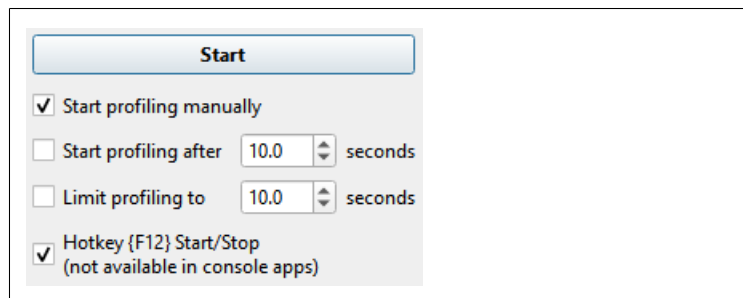 Start
Start profiling manually
Start profiling after 10.0 seconds
Limit profiling to 10.0 seconds
Hotkey {F12} Start/Stop
(not available in console apps)